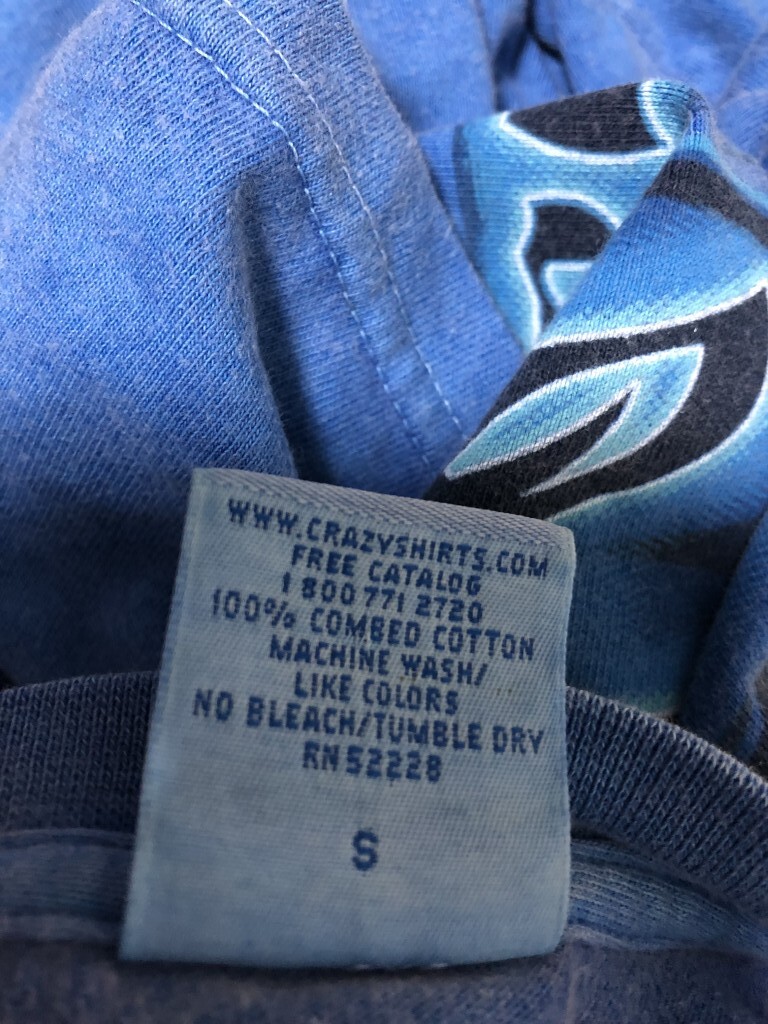 WWW.CRAZYSHIRTS.COM
FREE CATALOG
1 800 771 2720
100% COMBED COTTON
MACHINE WASH/
LIKE COLORS
NO BLEACH/TUMBLE DRY
RN52228
S